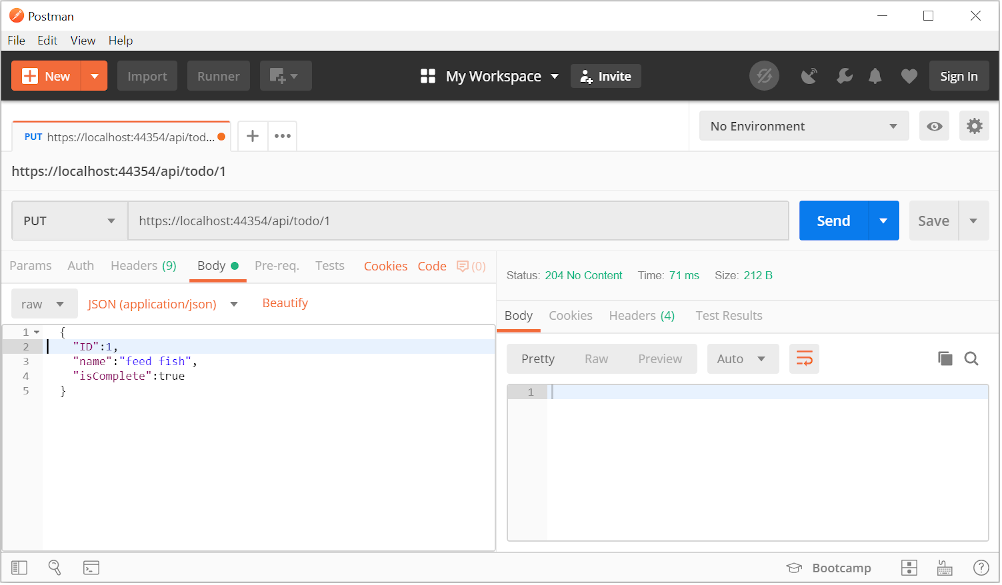 Postman
File Edit View Help
New Import Runner My Workspace Invite Sign In
PUT https://localhost:44354/api/tod... + ••• No Environment
https://localhost:44354/api/todo/1
PUT https://localhost:44354/api/todo/1 Send Save
Params Auth Headers (9) Body Pre-req. Tests Cookies Code (0)
Status: 204 No Content Time: 71 ms Size: 212 B
raw JSON (application/json) Beautify
Body Cookies Headers (4) Test Results
Pretty Raw Preview Auto
1 {
2 "ID":1,
3 "name":"feed fish",
4 "isComplete":true
5 }
1
Bootcamp ?